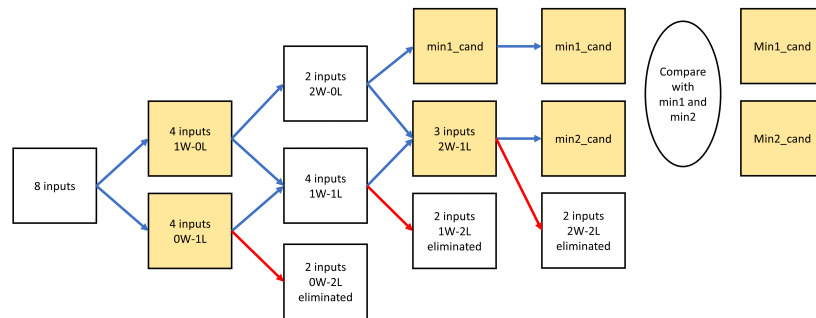 8 inputs
4 inputs
1W-0L
4 inputs
0W-1L
2 inputs
2W-0L
4 inputs
1W-1L
2 inputs
0W-2L
eliminated
min1_cand
3 inputs
2W-1L
2 inputs
1W-2L
eliminated
min1_cand
min2_cand
2 inputs
2W-2L
eliminated
Compare
with
min1 and
min2
Min1_cand
Min2_cand